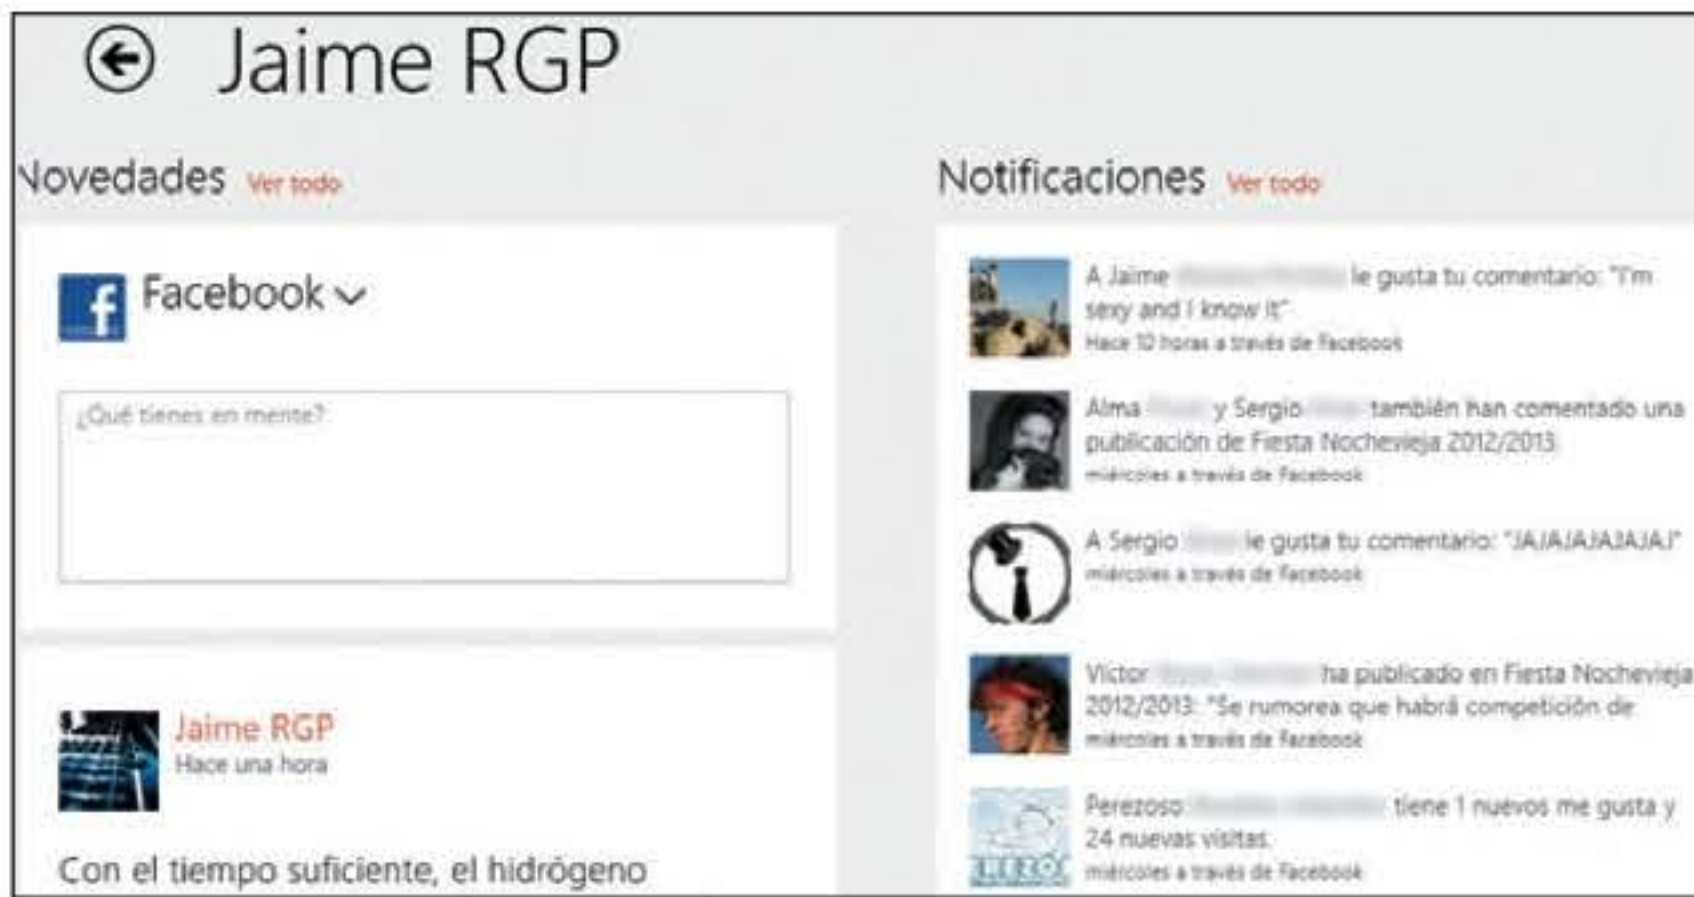 Jaime RGP
Novedades Ver todo
Facebook
¿Qué tienes en mente?
Jaime RGP
Hace una hora
Con el tiempo suficiente, el hidrógeno
Notificaciones Ver todo
A Jaime le gusta tu comentario: "I'm
sexy and I know it"
Hace 10 horas a través de Facebook
Alma y Sergio también han comentado una
publicación de Fiesta Nochevieja 2012/2013.
miércoles a través de Facebook
A Sergio le gusta tu comentario: "JAJAJAJAJAJAJ"
miércoles a través de Facebook
Víctor ha publicado en Fiesta Nochevieja
2012/2013: "Se rumorea que habrá competición de
miércoles a través de Facebook
Perezoso tiene 1 nuevos me gusta y
24 nuevas visitas.
miércoles a través de Facebook